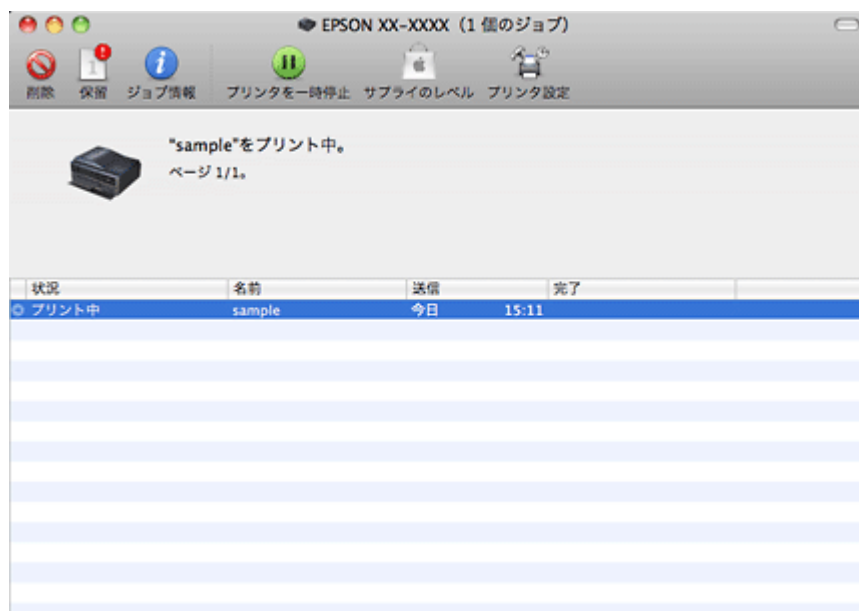 EPSON XX-XXXX（1 個のジョブ）
削除 保留 ジョブ情報 プリンタを一時停止 サプライのレベル プリンタ設定
"sample"をプリント中。
ページ 1/1。
状況 名前 送信 完了
プリント中 sample 今日 15:11